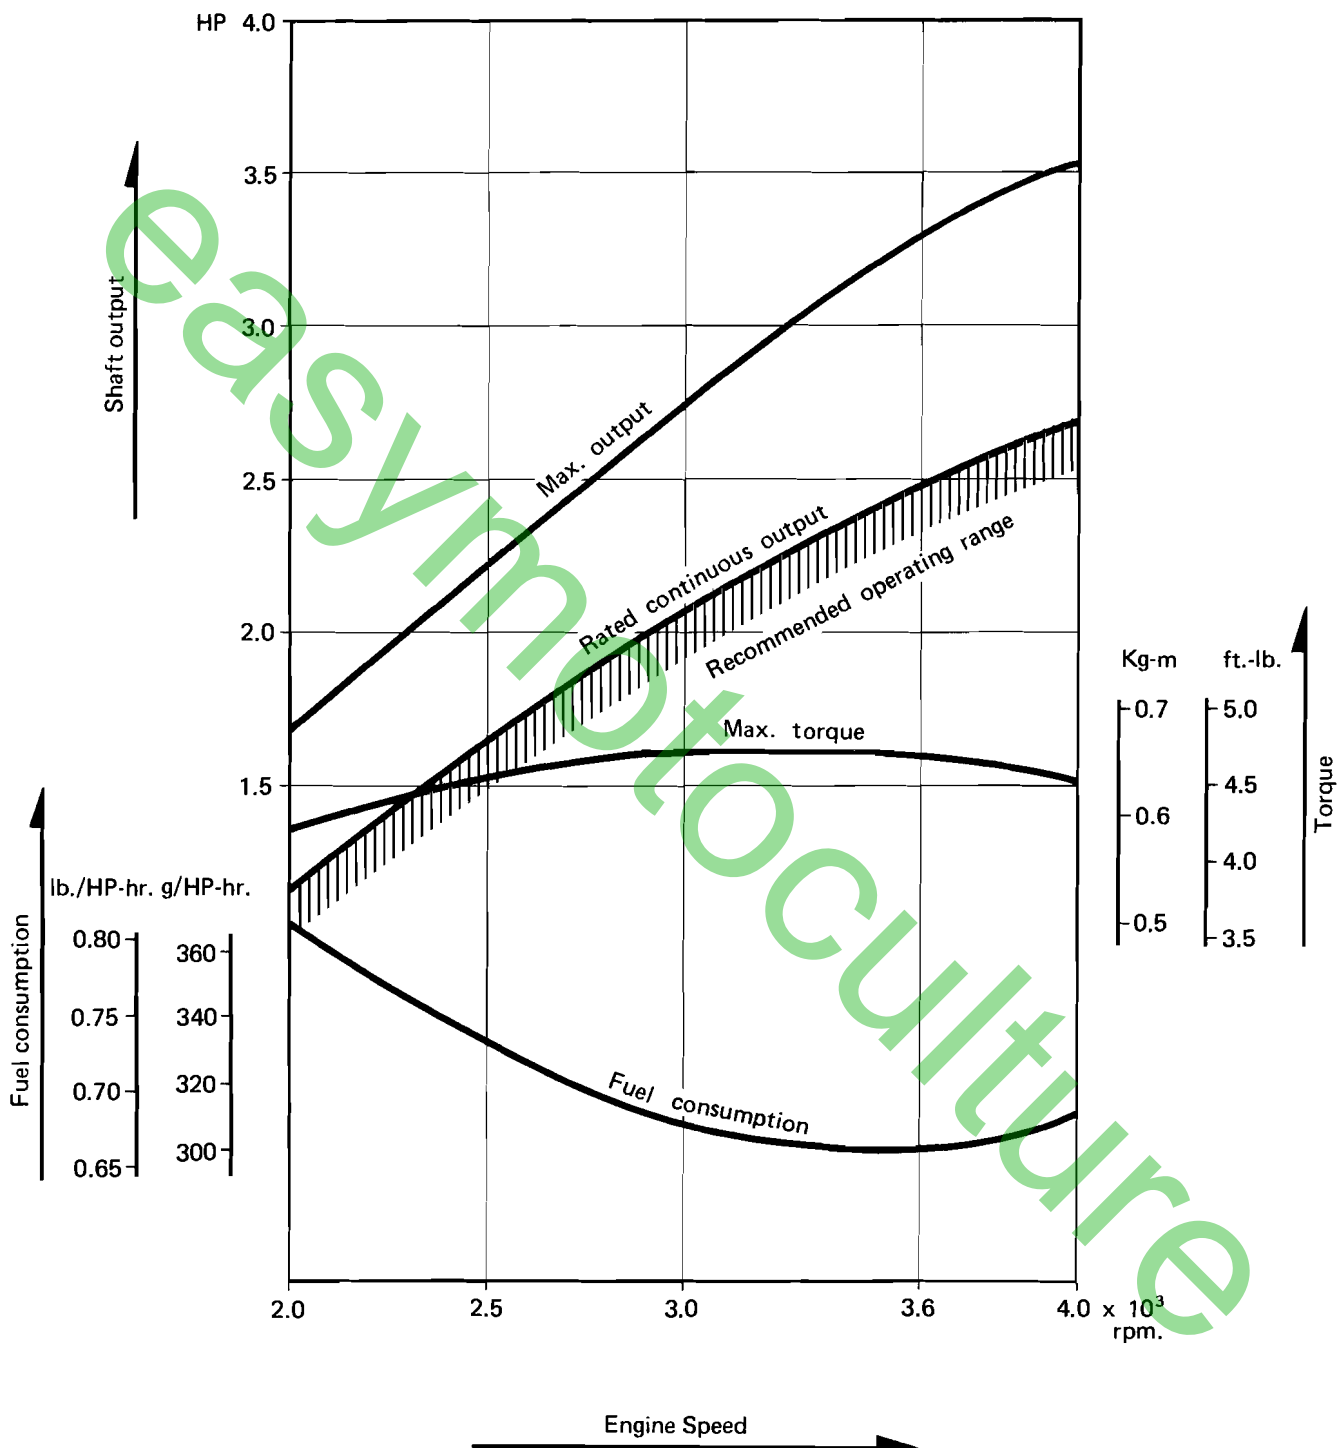 HP 4.0
3.5
3.0
2.5
2.0
1.5
Shaft output
Max. output
Rated continuous output
Recommended operating range
Max. torque
Fuel consumption
Kg-m
0.7
0.6
0.5
ft.-lb.
5.0
4.5
4.0
3.5
Torque
Fuel consumption
lb./HP-hr. g/HP-hr.
0.80
0.75
0.70
0.65
360
340
320
300
2.0 2.5 3.0 3.6 4.0 x 10³
rpm.
Engine Speed
easymotoculture